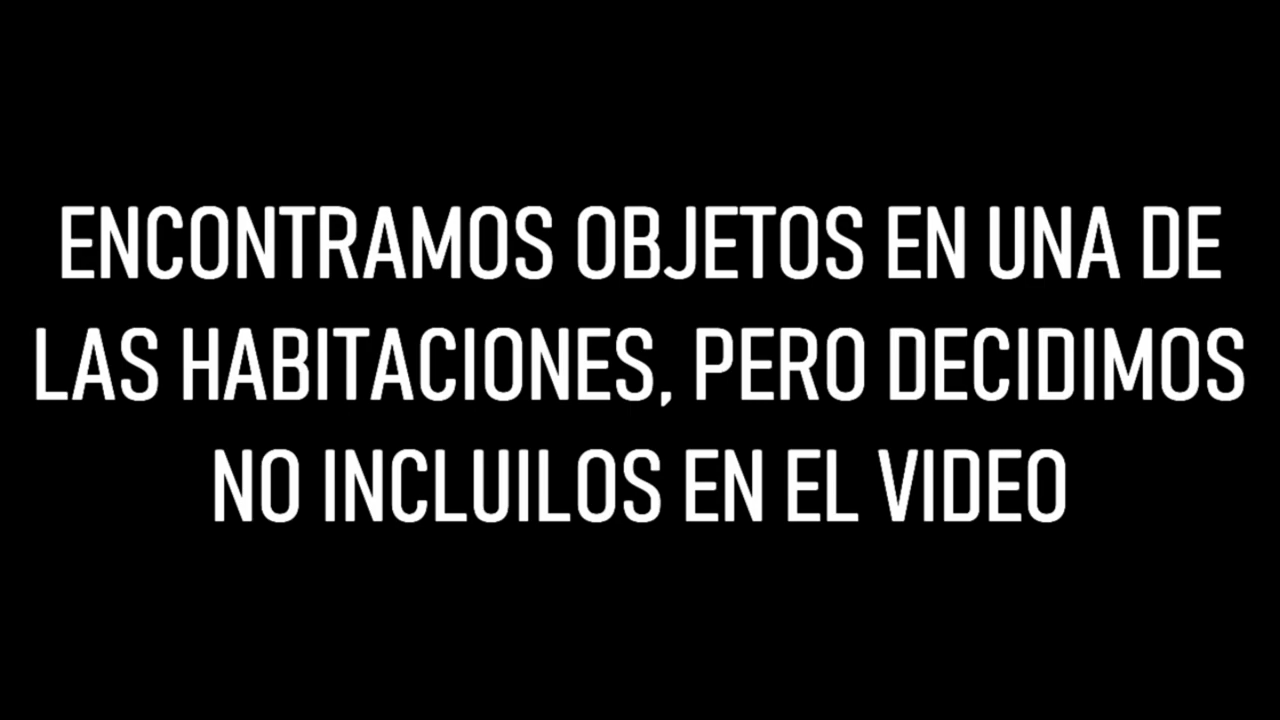 ENCONTRAMOS OBJETOS EN UNA DE
LAS HABITACIONES, PERO DECIDIMOS
NO INCLUILOS EN EL VIDEO